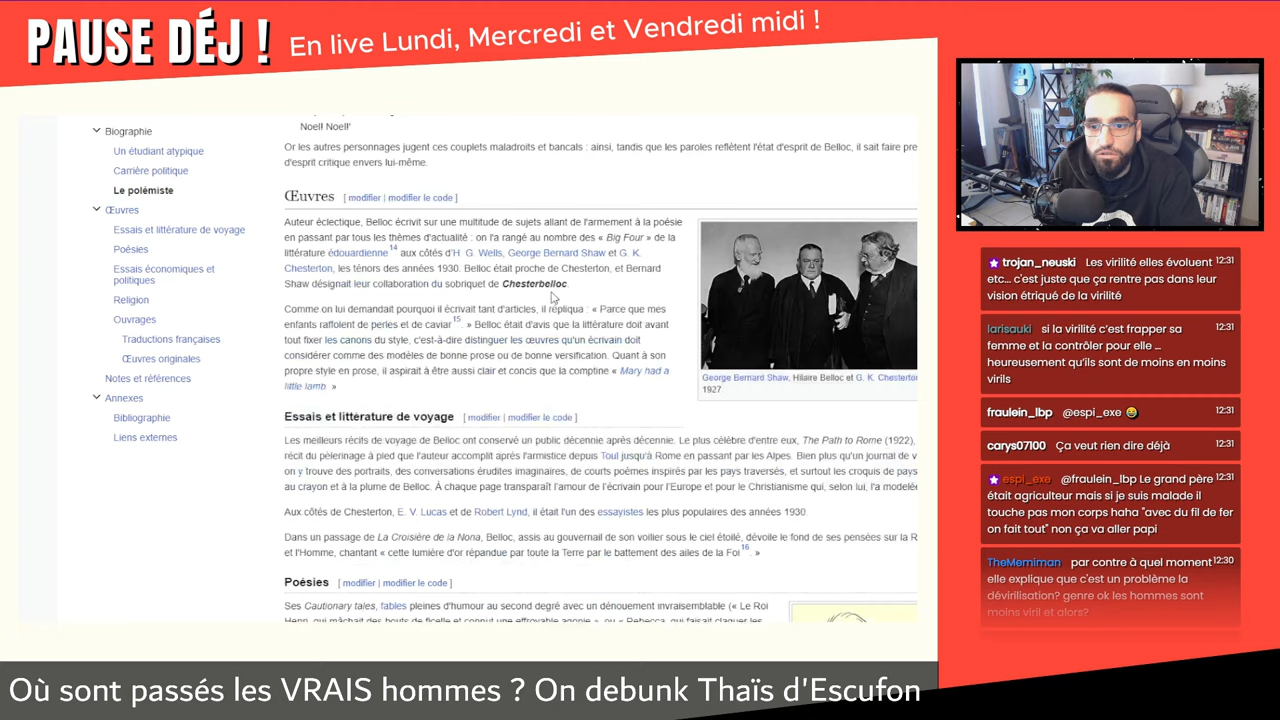 PAUSE DÉJ !
En live Lundi, Mercredi et Vendredi midi !
Biographie
Un étudiant atypique
Carrière politique
Le polémiste
Œuvres
Essais et littérature de voyage
Poésies
Essais économiques et
politiques
Religion
Ouvrages
Traductions françaises
Œuvres originales
Notes et références
Annexes
Bibliographie
Liens externes
Noel! Noel!'
Or les autres personnages jugent ces couplets maladroits et bancals : ainsi, tandis que les paroles reflètent l'état d'esprit de Belloc, il sait faire pre
d'esprit critique envers lui-même.
Œuvres [ modifier | modifier le code ]
Auteur éclectique, Belloc écrivit sur une multitude de sujets allant de l'armement à la poésie
en passant par tous les thèmes d'actualité : on l'a rangé au nombre des « Big Four » de la
littérature édouardienne14 aux côtés d'H G. Wells, George Bernard Shaw et G. K.
Chesterton, les ténors des années 1930. Belloc était proche de Chesterton, et Bernard
Shaw désignait leur collaboration du sobriquet de Chesterbelloc.
Comme on lui demandait pourquoi il écrivait tant d'articles, il répliqua : « Parce que mes
enfants raffolent de perles et de caviar15. » Belloc était d'avis que la littérature doit avant
tout fixer les canons du style, c'est-à-dire distinguer les œuvres qu'un écrivain doit
considérer comme des modèles de bonne prose ou de bonne versification. Quant à son
propre style en prose, il aspirait à être aussi clair et concis que la comptine « Mary had a
little lamb »
George Bernard Shaw, Hilaire Belloc et G. K. Chesterto
1927
Essais et littérature de voyage [ modifier | modifier le code ]
Les meilleurs récits de voyage de Belloc ont conservé un public décennie après décennie. Le plus célèbre d'entre eux, The Path to Rome (1922),
récit du pèlerinage à pied que l'auteur accomplit après l'armistice depuis Toul jusqu'à Rome en passant par les Alpes. Bien plus qu'un journal de v
on y trouve des portraits, des conversations érudites imaginaires, de courts poèmes inspirés par les pays traversés, et surtout les croquis de pays
au crayon et à la plume de Belloc. À chaque page transparaît l'amour de l'écrivain pour l'Europe et pour le Christianisme qui, selon lui, l'a modelé
Aux côtés de Chesterton, E. V. Lucas et de Robert Lynd, il était l'un des essayistes les plus populaires des années 1930.
Dans un passage de La Croisière de la Nona, Belloc, assis au gouvernail de son voilier sous le ciel étoilé, dévoile le fond de ses pensées sur la R
et l'Homme, chantant « cette lumière d'or répandue par toute la Terre par le battement des ailes de la Foi16. »
Poésies [ modifier | modifier le code ]
Ses Cautionary tales, fables pleines d'humour au second degré avec un dénouement invraisemblable (« Le Roi
Henri, qui mâchait des bouts de ficelle et connut une effroyable agonie », ou « Rebecca, qui faisait claquer les
trojan_neuski Les virilité elles évoluent 12:31
etc... c'est juste que ça rentre pas dans leur
vision étriqué de la virilité
larisauki si la virilité c'est frapper sa 12:31
femme et la contrôler pour elle ...
heureusement qu'ils sont de moins en moins
virils
fraulein_lbp @espi_exe 12:31
carys07100 Ça veut rien dire déjà 12:31
espi_exe @fraulein_lbp Le grand père 12:31
était agriculteur mais si je suis malade il
touche pas mon corps haha "avec du fil de fer
on fait tout" non ça va aller papi
TheMemiman par contre à quel moment 12:30
elle explique que c'est un problème la
dévirilisation? genre ok les hommes sont
moins viril et alors?
Où sont passés les VRAIS hommes ? On debunk Thaïs d'Escufon